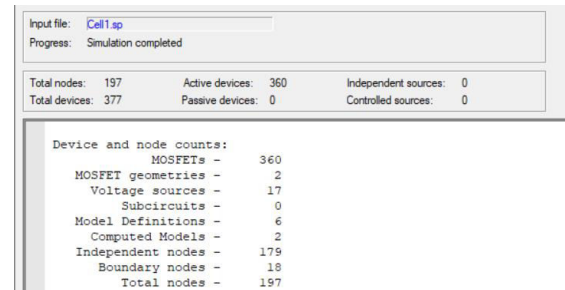 Input file: Cell1.sp
Progress: Simulation completed
Total nodes: 197 Active devices: 360 Independent sources: 0
Total devices: 377 Passive devices: 0 Controlled sources: 0
Device and node counts:
MOSFETs - 360
MOSFET geometries - 2
Voltage sources - 17
Subcircuits - 0
Model Definitions - 6
Computed Models - 2
Independent nodes - 179
Boundary nodes - 18
Total nodes - 197